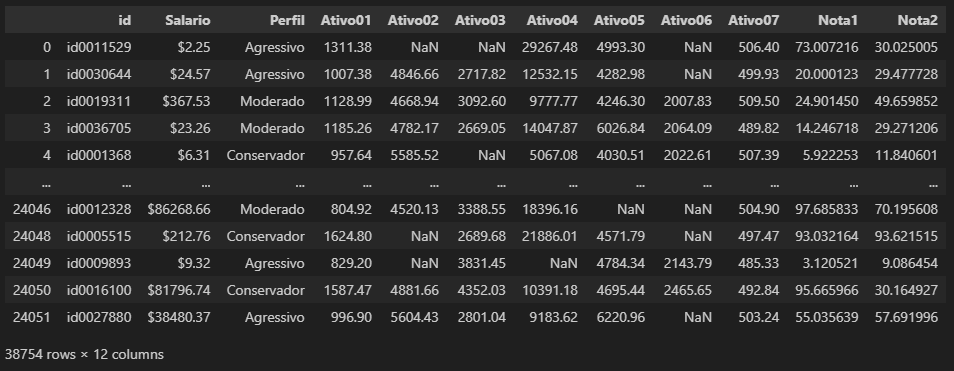 id Salario Perfil Ativo01 Ativo02 Ativo03 Ativo04 Ativo05 Ativo06 Ativo07 Nota1 Nota2
0 id0011529 $2.25 Agressivo 1311.38 NaN NaN 29267.48 4993.30 NaN 506.40 73.007216 30.025005
1 id0030644 $24.57 Agressivo 1007.38 4846.66 2717.82 12532.15 4282.98 NaN 499.93 20.000123 29.477728
2 id0019311 $367.53 Moderado 1128.99 4668.94 3092.60 9777.77 4246.30 2007.83 509.50 24.901450 49.659852
3 id0036705 $23.26 Moderado 1185.26 4782.17 2669.05 14047.87 6026.84 2064.09 489.82 14.246718 29.271206
4 id0001368 $6.31 Conservador 957.64 5585.52 NaN 5067.08 4030.51 2022.61 507.39 5.922253 11.840601
... ... ... ... ... ... ... ... ... ... ... ... ...
24046 id0012328 $86268.66 Moderado 804.92 4520.13 3388.55 18396.16 NaN NaN 504.90 97.685833 70.195608
24048 id0005515 $212.76 Conservador 1624.80 NaN 2689.68 21886.01 4571.79 NaN 497.47 93.032164 93.621515
24049 id0009893 $9.32 Agressivo 829.20 NaN 3831.45 NaN 4784.34 2143.79 485.33 3.120521 9.086454
24050 id0016100 $81796.74 Conservador 1587.47 4881.66 4352.03 10391.18 4695.44 2465.65 492.84 95.665966 30.164927
24051 id0027880 $38480.37 Agressivo 996.90 5604.43 2801.04 9183.62 6220.96 NaN 503.24 55.035639 57.691996
38754 rows × 12 columns